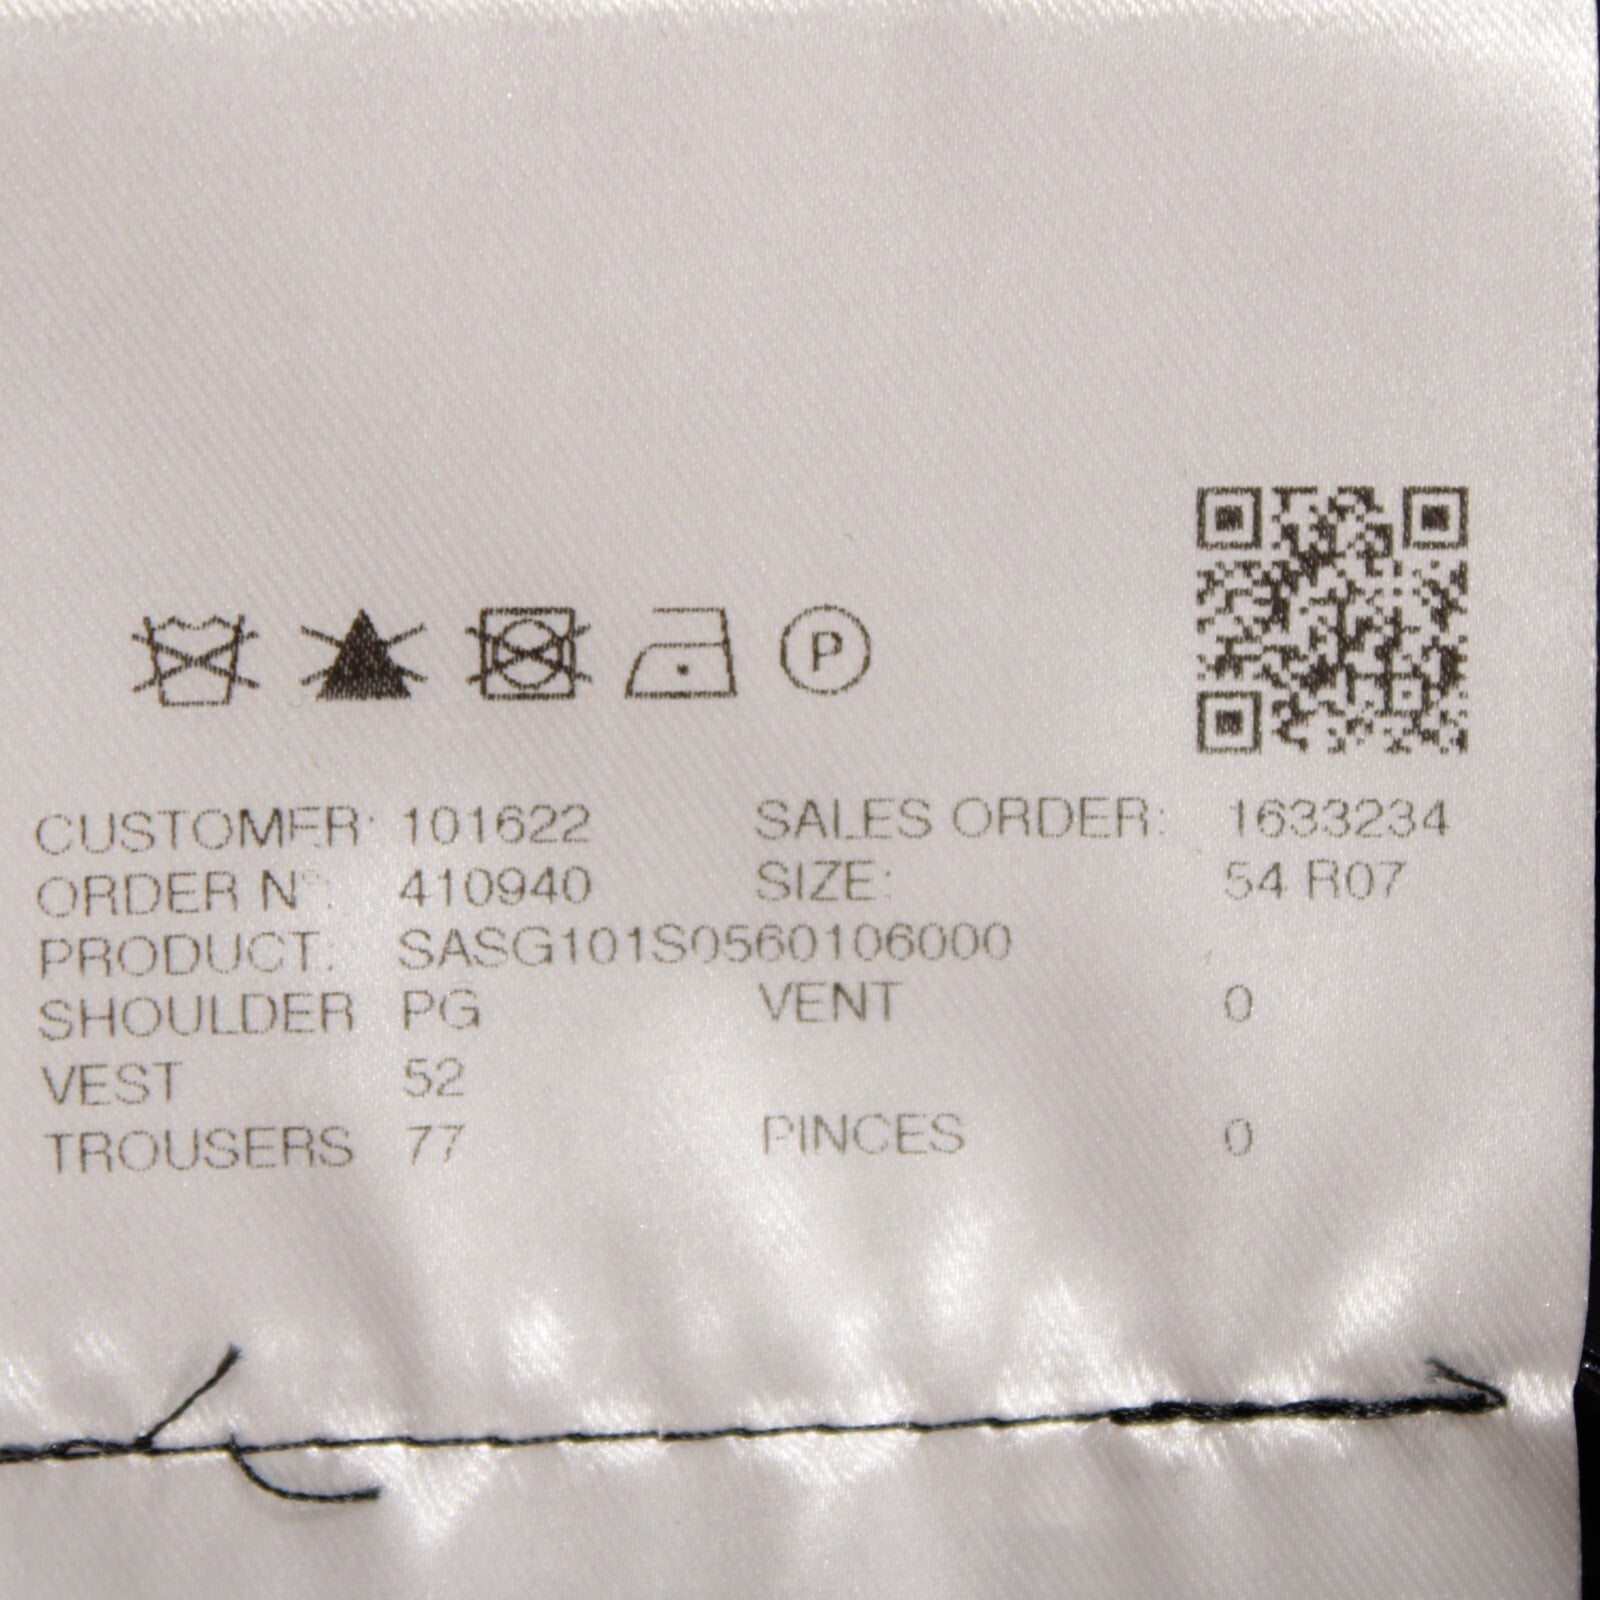 P
CUSTOMER: 101622 SALES ORDER: 1633234
ORDER N°: 410940 SIZE: 54 R07
PRODUCT: SASG101S0560106000
SHOULDER PG VENT 0
VEST 52
TROUSERS 77 PINCES 0